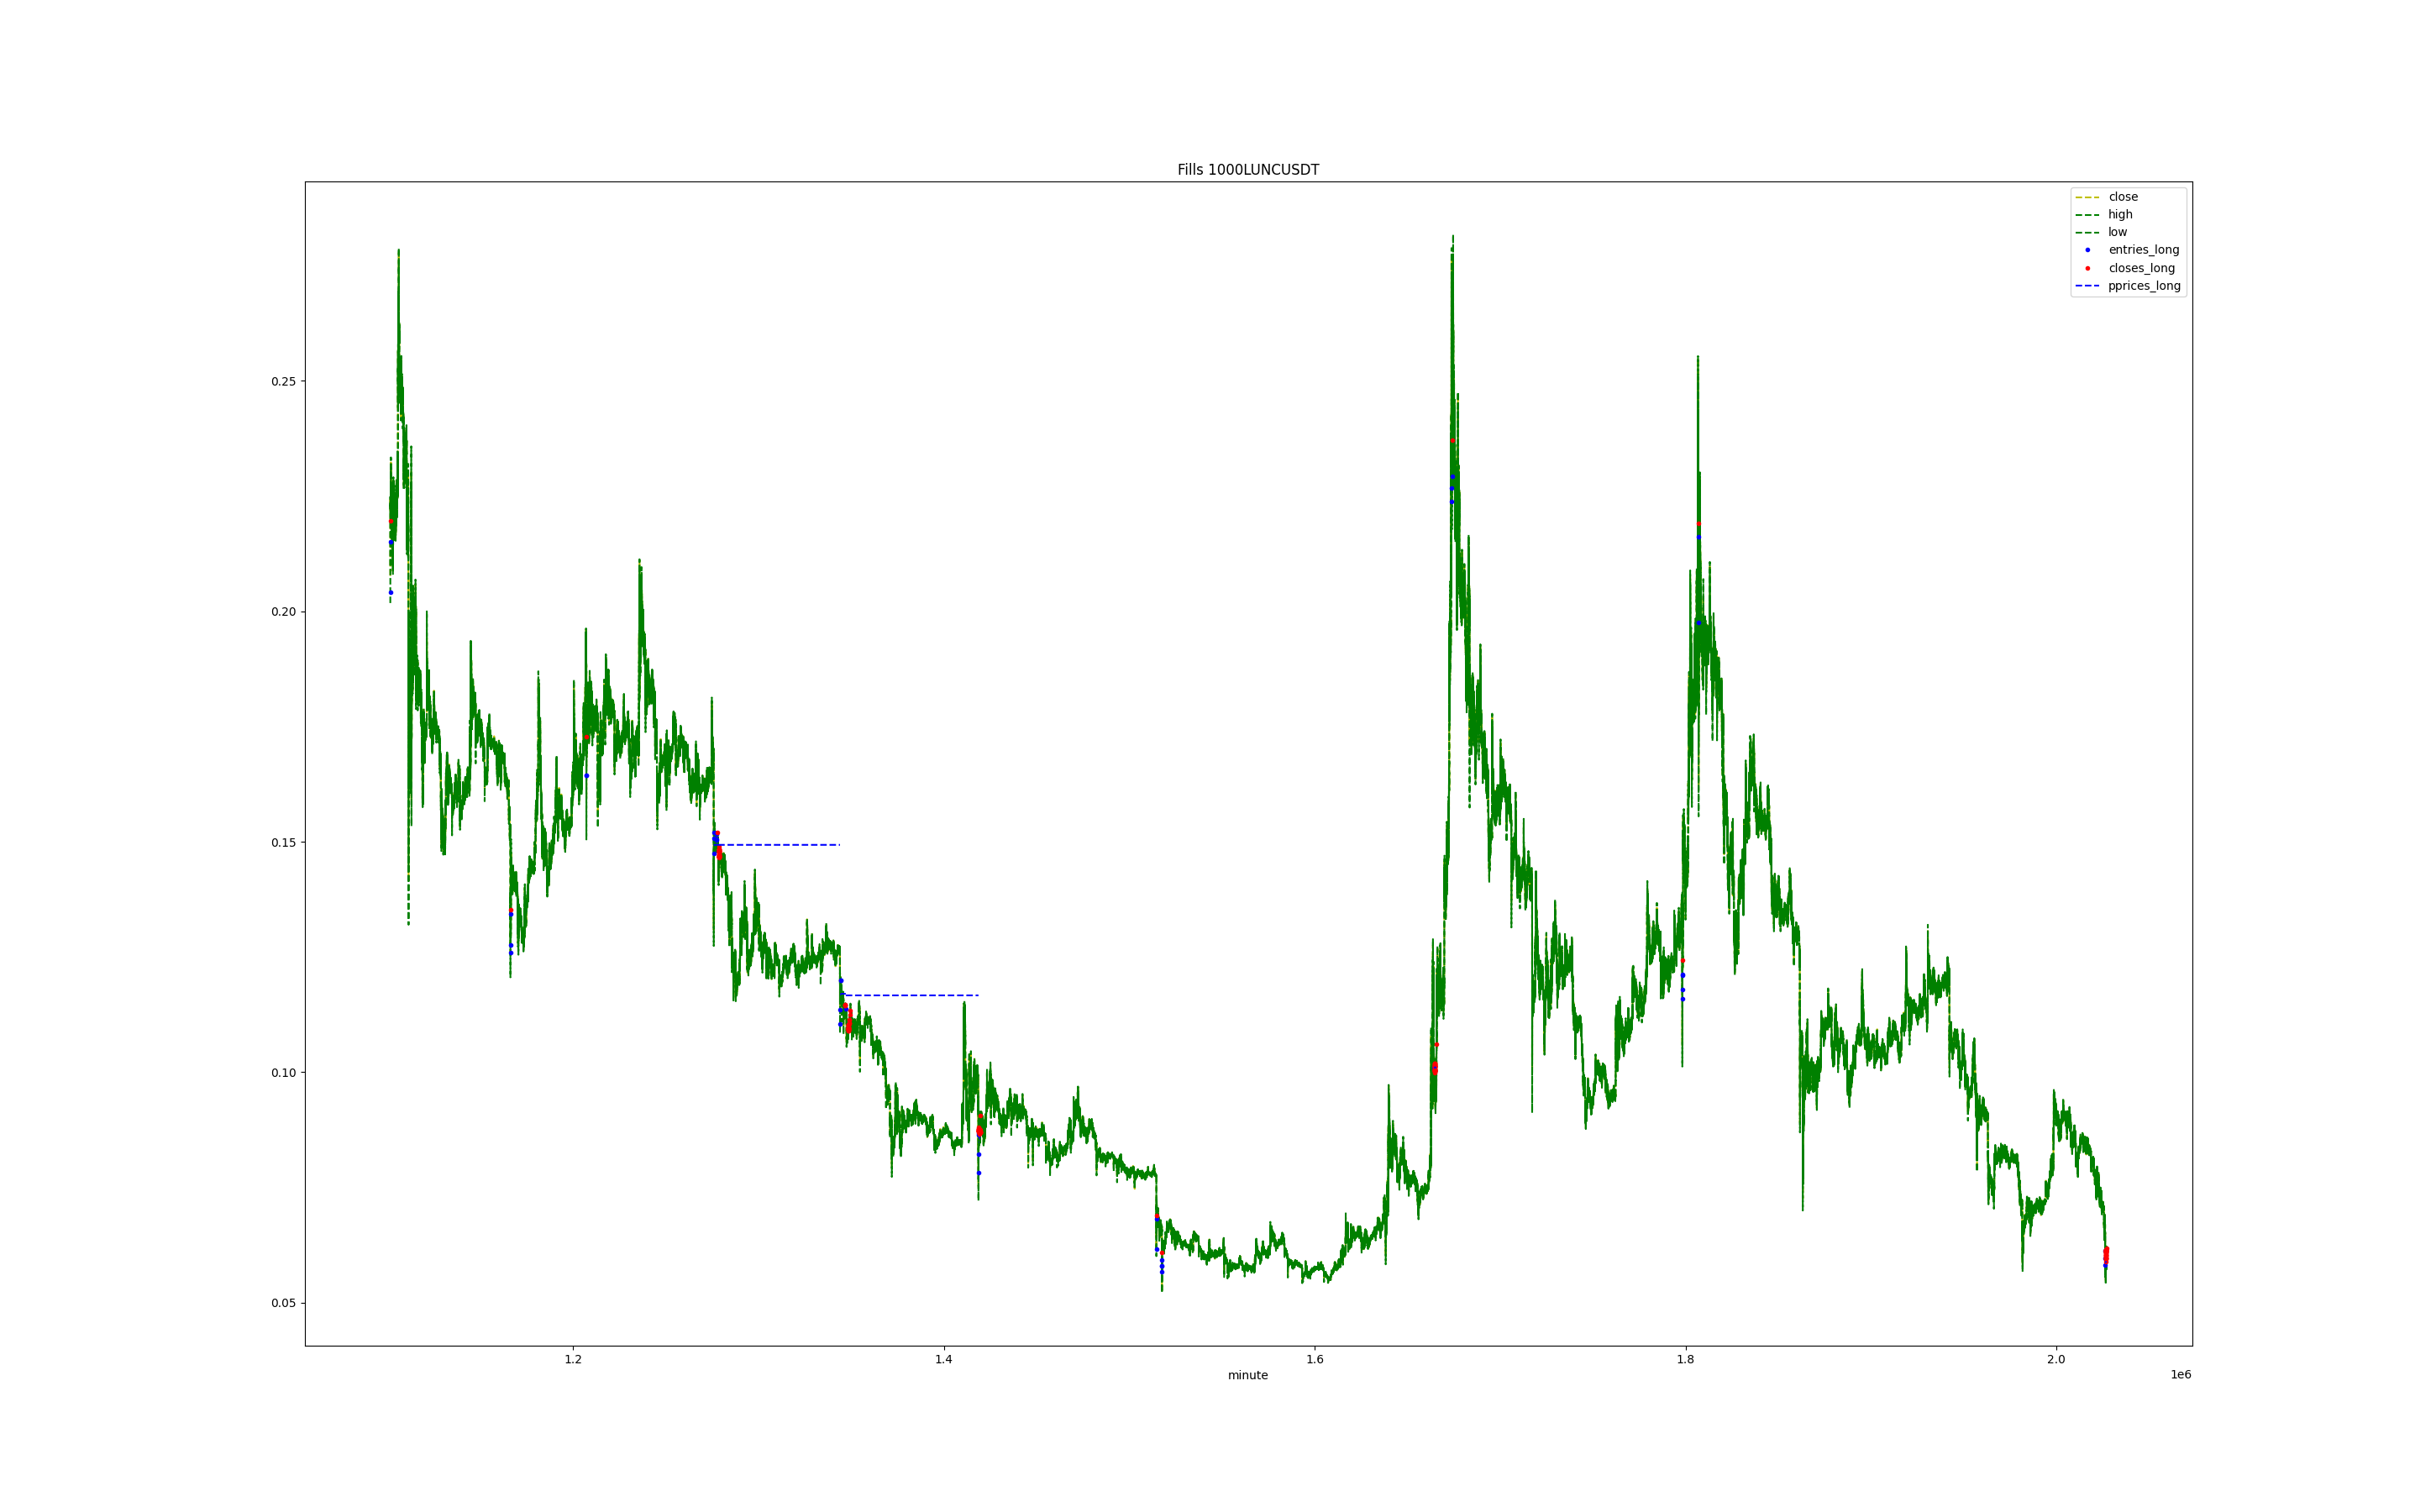 Fills 1000LUNCUSDT
close
high
low
entries_long
closes_long
pprices_long
0.25
0.20
0.15
0.10
0.05
1.2 1.4 1.6 1.8 2.0
minute 1e6